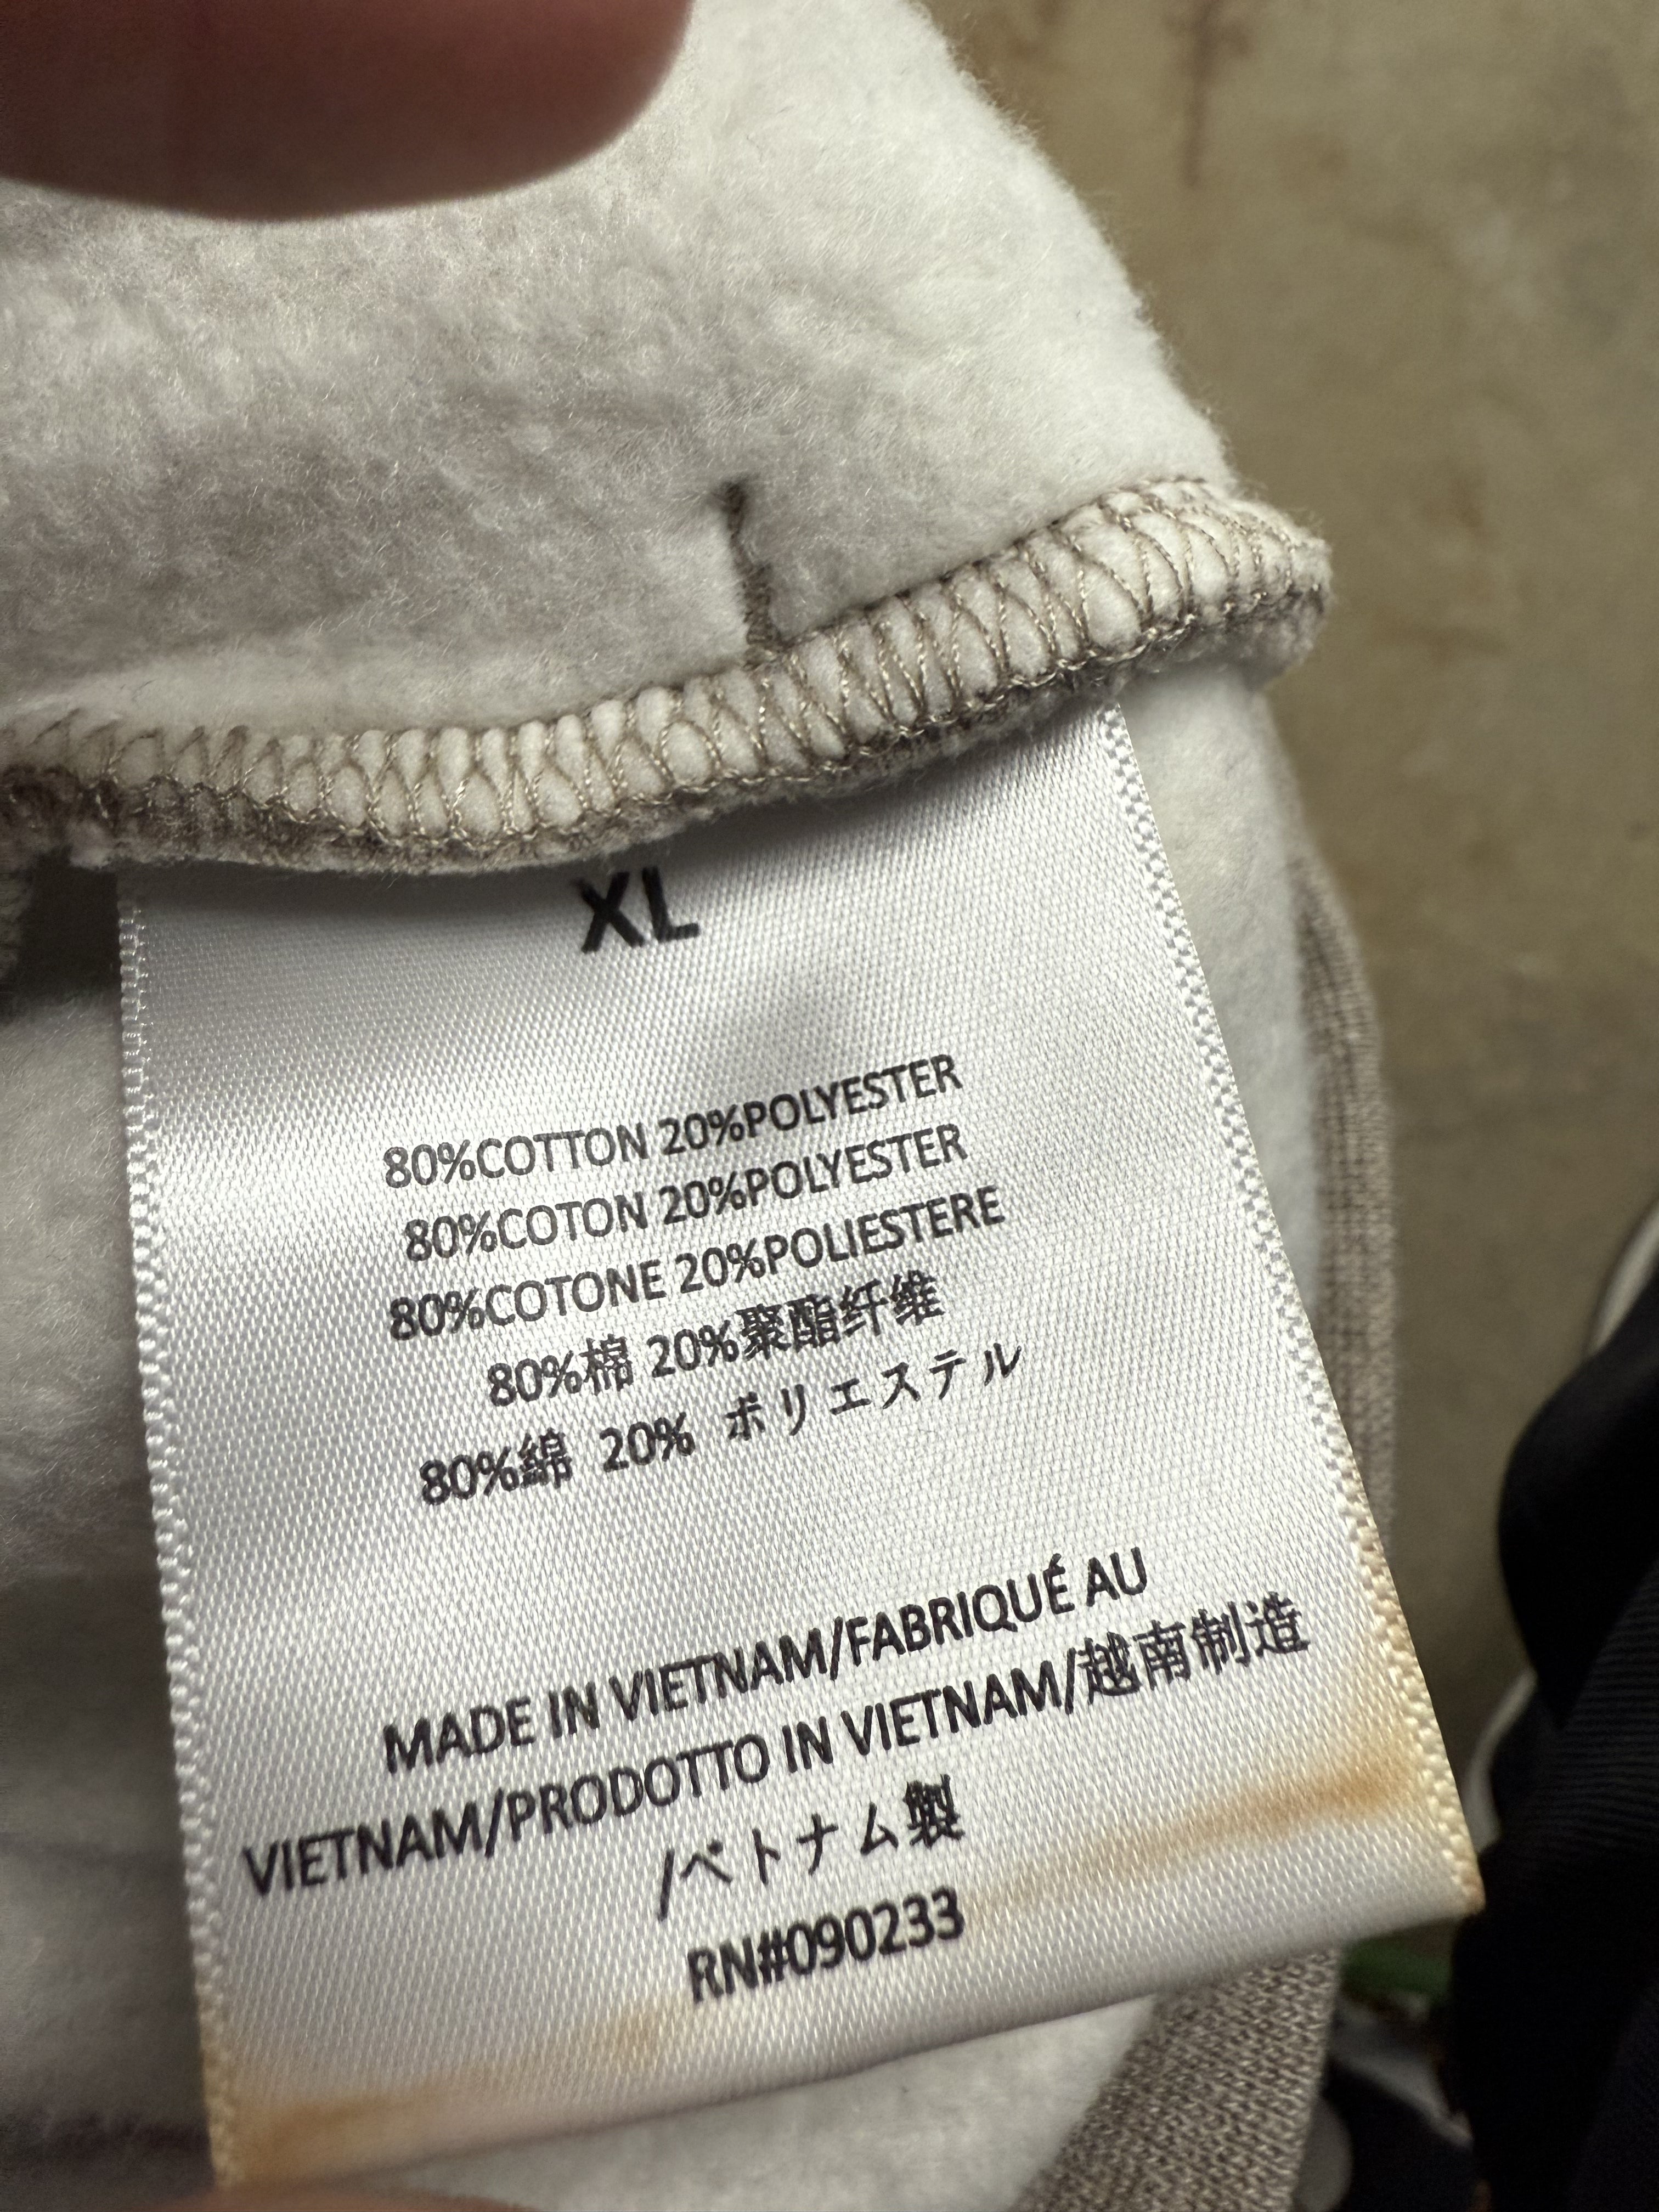 XL
80%COTTON 20%POLYESTER
80%COTON 20%POLYESTER
80%COTONE 20%POLIESTERE
80%棉 20%聚酯纤维
80%綿 20% ポリエステル
MADE IN VIETNAM/FABRIQUÉ AU
VIETNAM/PRODOTTO IN VIETNAM/越南制造
/ベトナム製
RN#090233